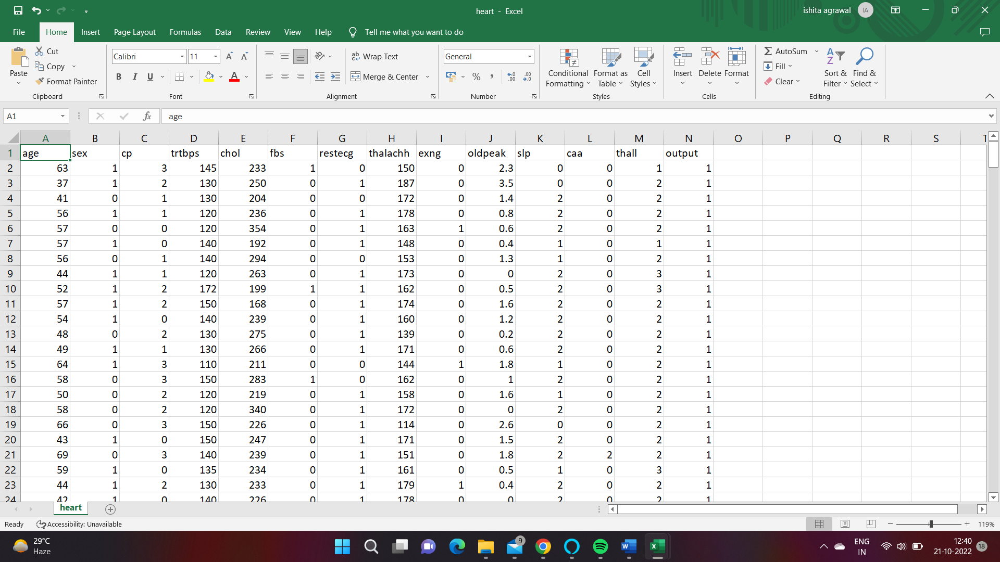 heart - Excel
ishita agrawal IA
File Home Insert Page Layout Formulas Data Review View Help Tell me what you want to do
Paste
Cut
Copy
Format Painter
Clipboard
Calibri 11
B I U
Font
ab Wrap Text
Merge & Center
Alignment
General
% ,
Number
Conditional Formatting
Format as Table
Cell Styles
Styles
Insert Delete Format
Cells
AutoSum
Fill
Clear
Sort & Filter
Find & Select
Editing
A1 fx age
A B C D E F G H I J K L M N O P Q R S T
1 age sex cp trtbps chol fbs restecg thalachh exng oldpeak slp caa thall output
2 63 1 3 145 233 1 0 150 0 2.3 0 0 1 1
3 37 1 2 130 250 0 1 187 0 3.5 0 0 2 1
4 41 0 1 130 204 0 0 172 0 1.4 2 0 2 1
5 56 1 1 120 236 0 1 178 0 0.8 2 0 2 1
6 57 0 0 120 354 0 1 163 1 0.6 2 0 2 1
7 57 1 0 140 192 0 1 148 0 0.4 1 0 1 1
8 56 0 1 140 294 0 0 153 0 1.3 1 0 2 1
9 44 1 1 120 263 0 1 173 0 0 2 0 3 1
10 52 1 2 172 199 1 1 162 0 0.5 2 0 3 1
11 57 1 2 150 168 0 1 174 0 1.6 2 0 2 1
12 54 1 0 140 239 0 1 160 0 1.2 2 0 2 1
13 48 0 2 130 275 0 1 139 0 0.2 2 0 2 1
14 49 1 1 130 266 0 1 171 0 0.6 2 0 2 1
15 64 1 3 110 211 0 0 144 1 1.8 1 0 2 1
16 58 0 3 150 283 1 0 162 0 1 2 0 2 1
17 50 0 2 120 219 0 1 158 0 1.6 1 0 2 1
18 58 0 2 120 340 0 1 172 0 0 2 0 2 1
19 66 0 3 150 226 0 1 114 0 2.6 0 0 2 1
20 43 1 0 150 247 0 1 171 0 1.5 2 0 2 1
21 69 0 3 140 239 0 1 151 0 1.8 2 2 2 1
22 59 1 0 135 234 0 1 161 0 0.5 1 0 3 1
23 44 1 2 130 233 0 1 179 1 0.4 2 0 2 1
24 42 1 0 140 226 0 1 178 0 0 2 0 2 1
heart
Ready Accessibility: Unavailable 119%
29°C
Haze
9
ENG
IN
12:40
21-10-2022
18